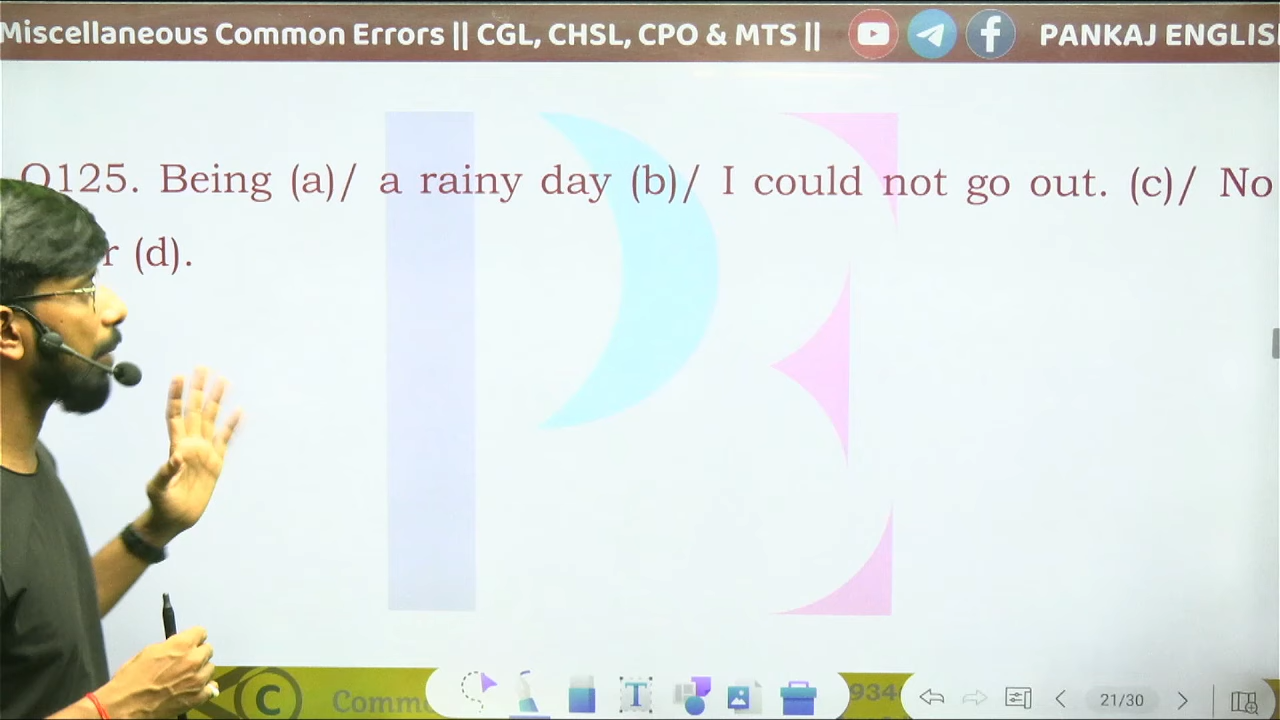 Miscellaneous Common Errors || CGL, CHSL, CPO & MTS || PANKAJ ENGLIS
Q125. Being (a)/ a rainy day (b)/ I could not go out. (c)/ No
r (d).
C
T
21/30